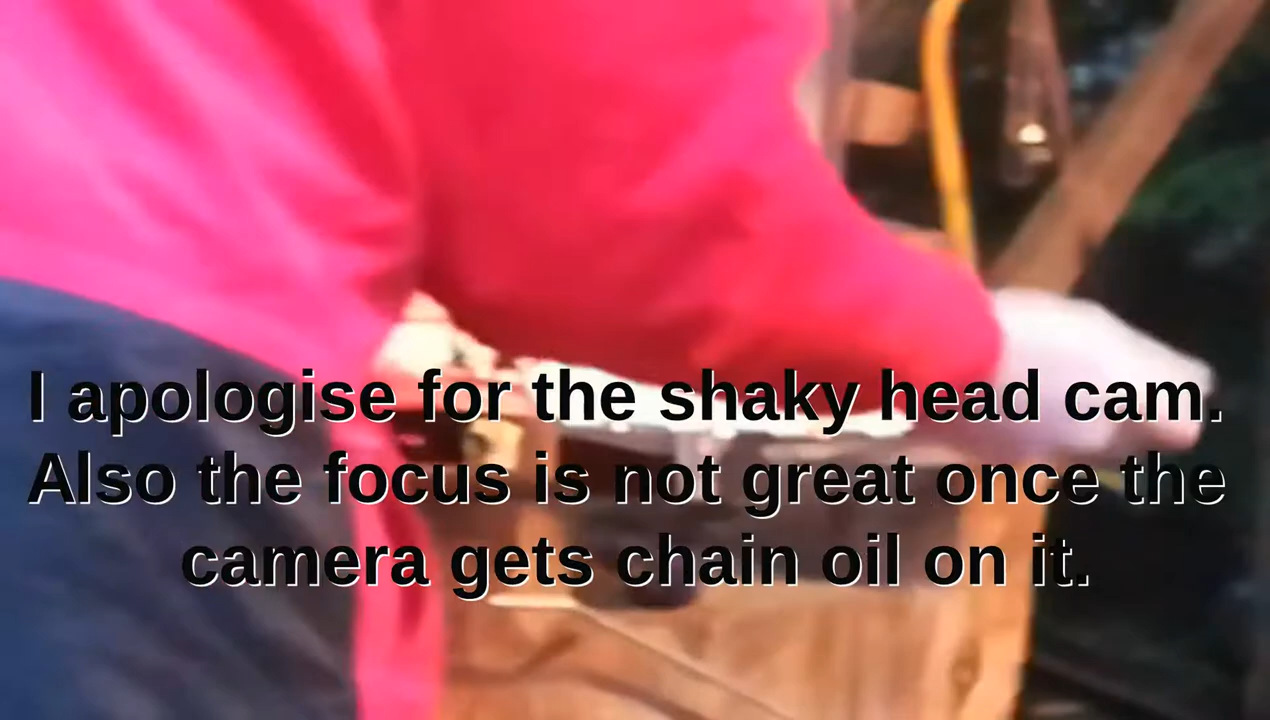 I apologise for the shaky head cam.
Also the focus is not great once the
camera gets chain oil on it.